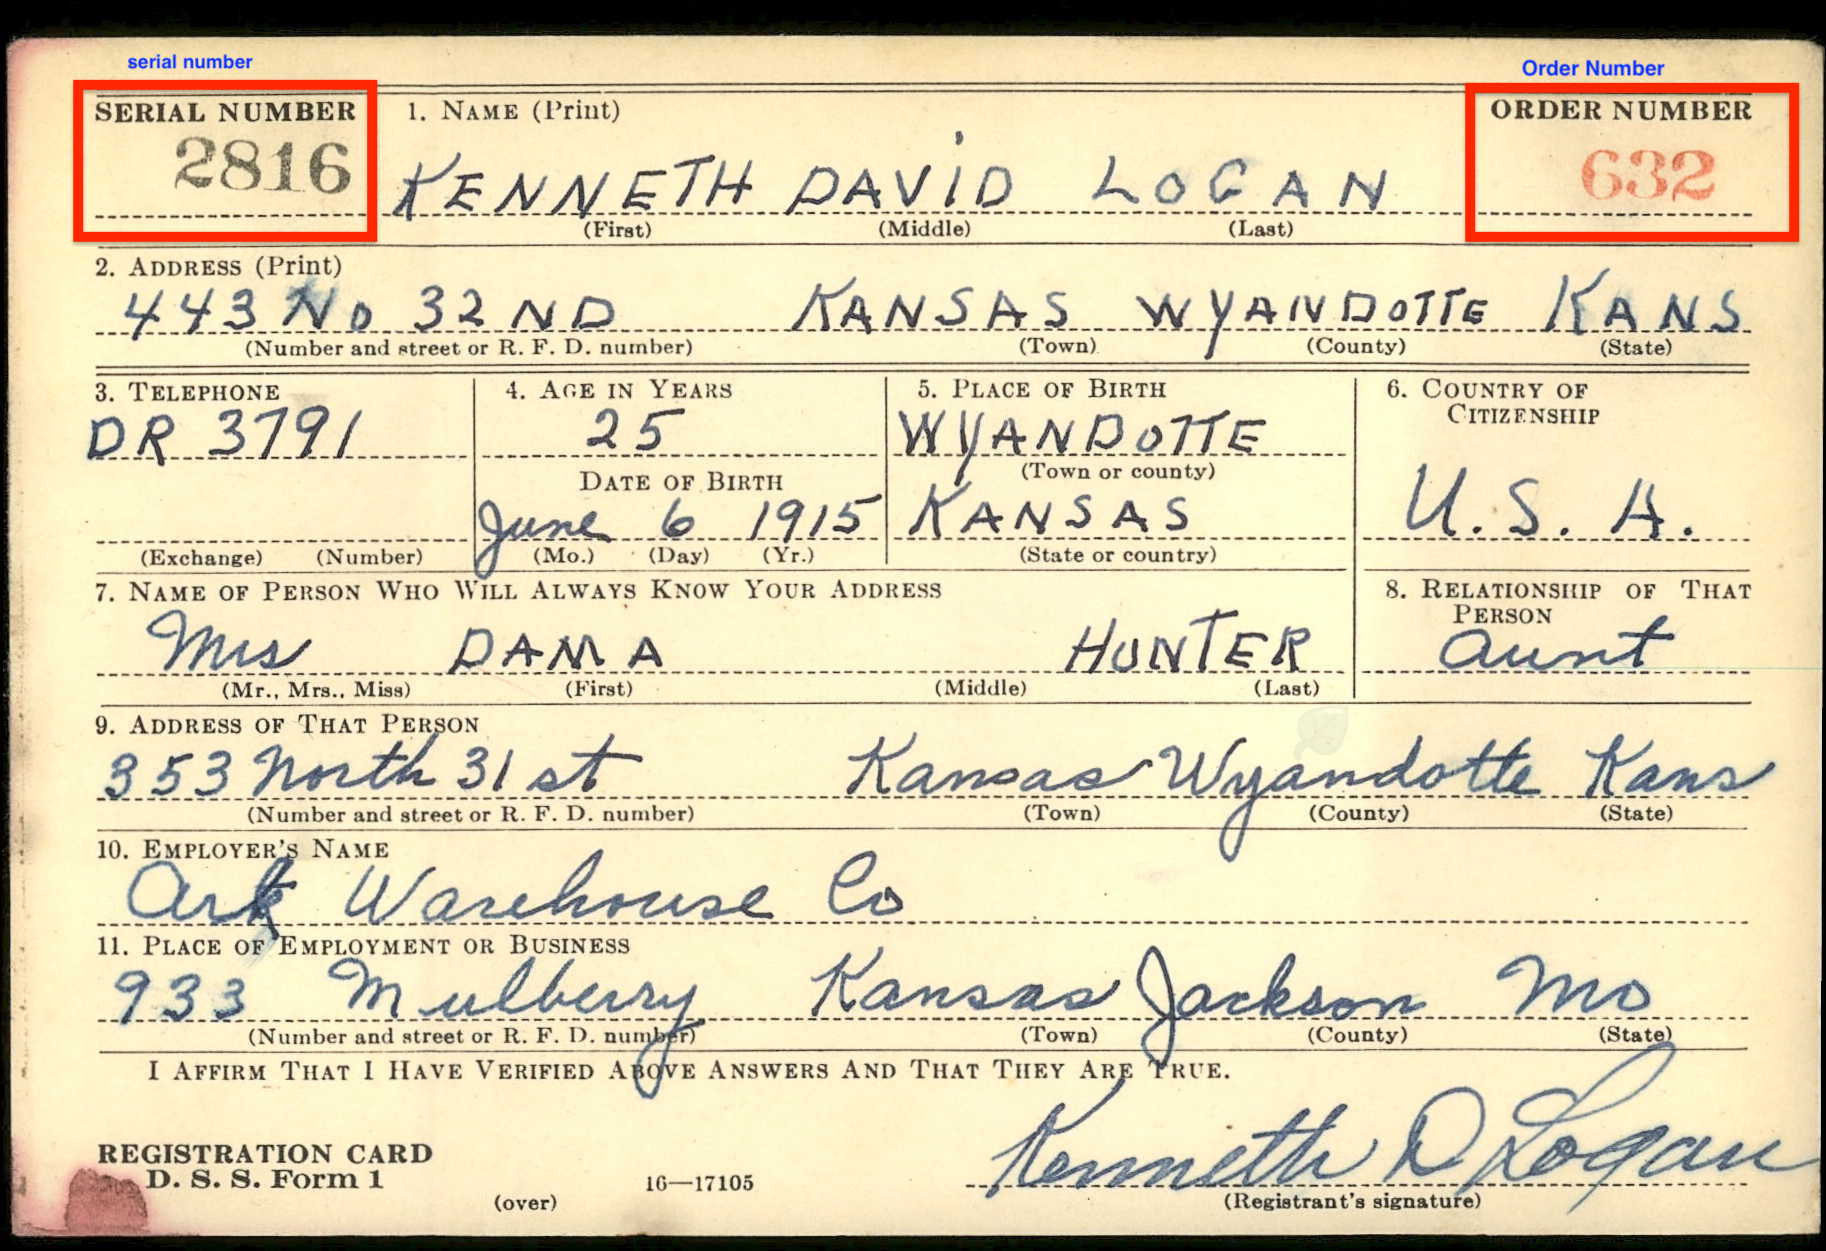 serial number
Order Number
SERIAL NUMBER 1. NAME (Print) ORDER NUMBER
2816 KENNETH DAVID LOGAN 632
(First) (Middle) (Last)
2. ADDRESS (Print)
443 No 32 ND KANSAS WYANDOTTE KANS
(Number and street or R. F. D. number) (Town) (County) (State)
3. TELEPHONE 4. AGE IN YEARS 5. PLACE OF BIRTH 6. COUNTRY OF
CITIZENSHIP
DR 3791 25 WYANDOTTE
(Town or county)
DATE OF BIRTH
June 6 1915 KANSAS U.S.A.
(Exchange) (Number) (Mo.) (Day) (Yr.) (State or country)
7. NAME OF PERSON WHO WILL ALWAYS KNOW YOUR ADDRESS 8. RELATIONSHIP OF THAT
PERSON
Mrs DAMA HUNTER aunt
(Mr., Mrs., Miss) (First) (Middle) (Last)
9. ADDRESS OF THAT PERSON
353 North 31 st Kansas Wyandotte Kans
(Number and street or R. F. D. number) (Town) (County) (State)
10. EMPLOYER'S NAME
Ark Warehouse Co
11. PLACE OF EMPLOYMENT OR BUSINESS
933 Mulberry Kansas Jackson Mo
(Number and street or R. F. D. number) (Town) (County) (State)
I AFFIRM THAT I HAVE VERIFIED ABOVE ANSWERS AND THAT THEY ARE TRUE.
REGISTRATION CARD
D. S. S. Form 1 16—17105 Kenneth D Logan
(over) (Registrant's signature)